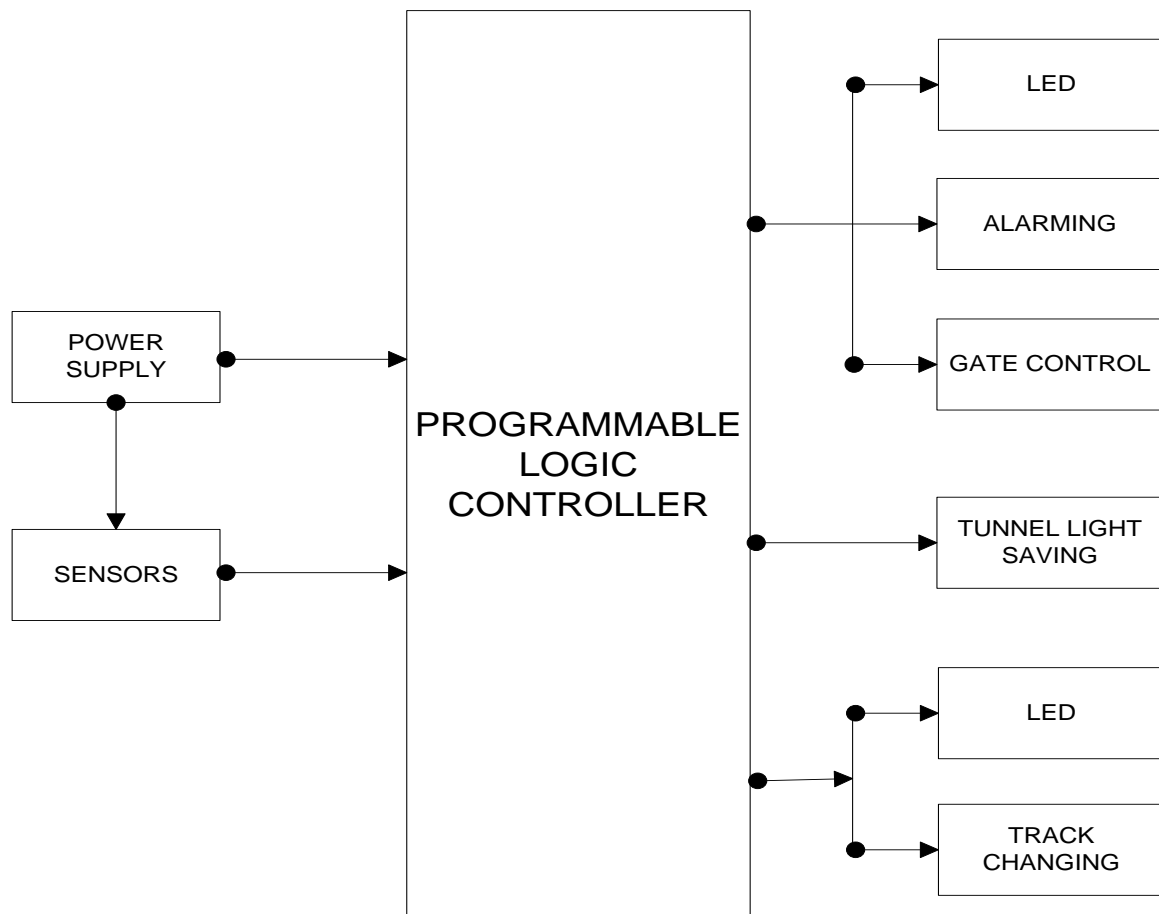 POWER
SUPPLY
SENSORS
PROGRAMMABLE
LOGIC
CONTROLLER
LED
ALARMING
GATE CONTROL
TUNNEL LIGHT
SAVING
LED
TRACK
CHANGING